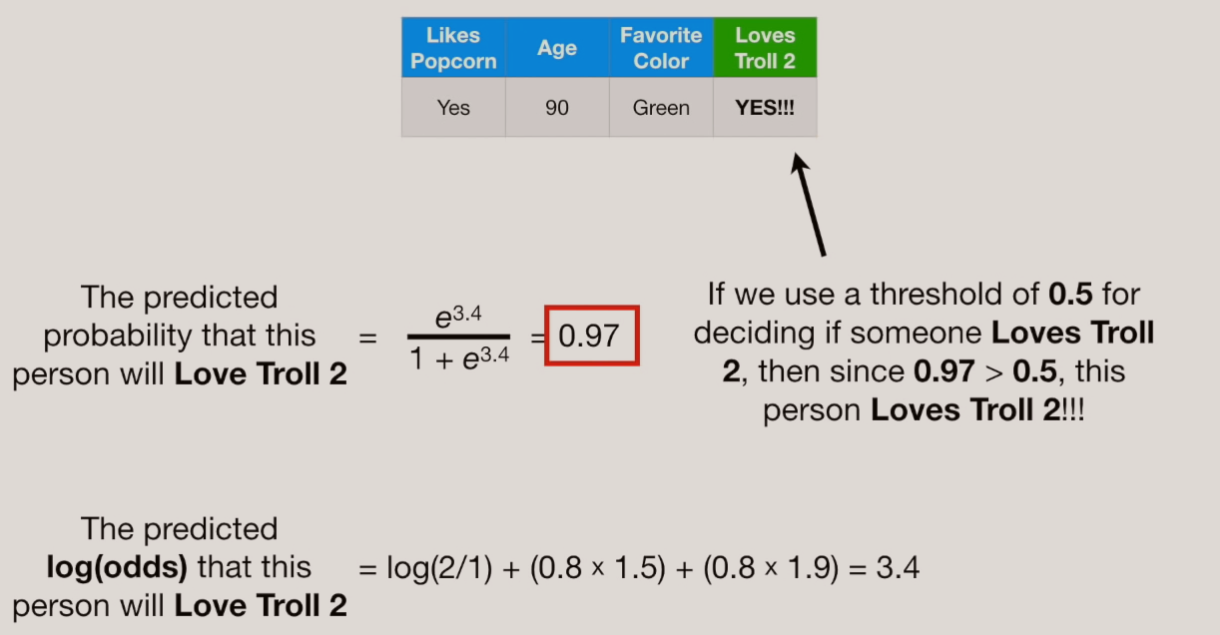 Likes Popcorn Age Favorite Color Loves Troll 2
Yes 90 Green YES!!!
The predicted
probability that this
person will Love Troll 2
= e^3.4 / 1 + e^3.4 = 0.97
If we use a threshold of 0.5 for
deciding if someone Loves Troll
2, then since 0.97 > 0.5, this
person Loves Troll 2!!!
The predicted
log(odds) that this
person will Love Troll 2
= log(2/1) + (0.8 × 1.5) + (0.8 × 1.9) = 3.4